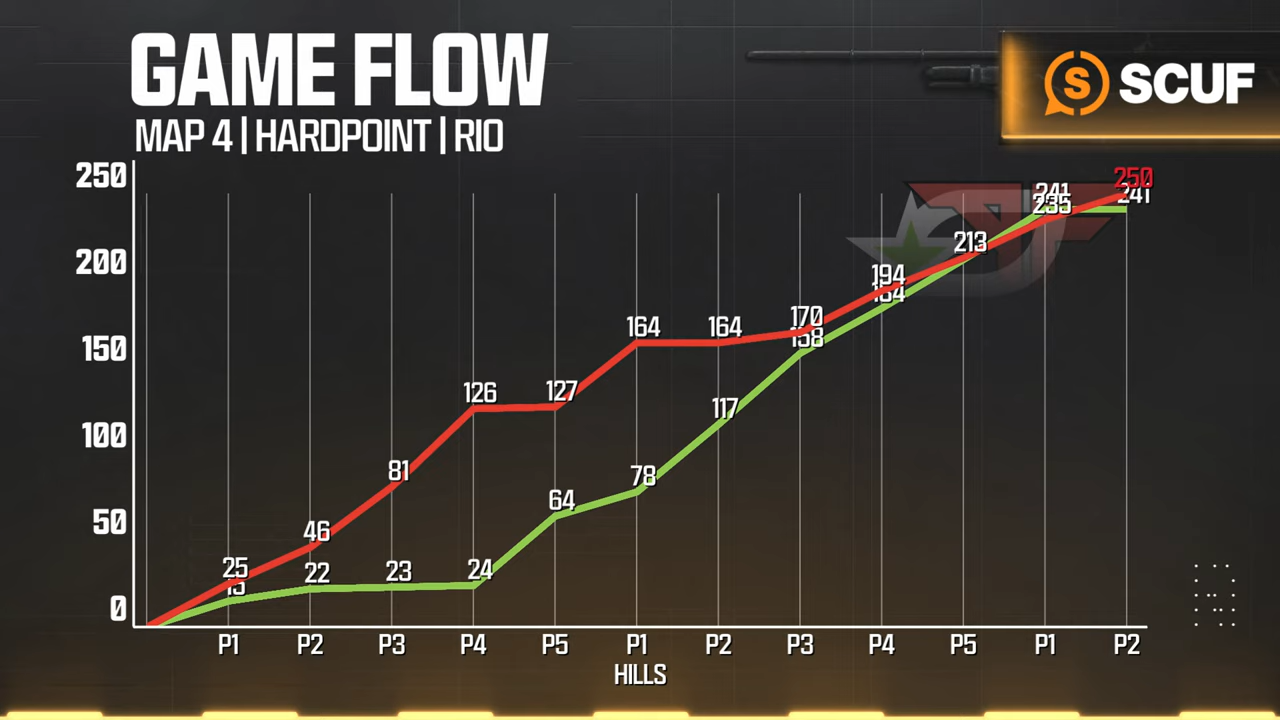 GAME FLOW
MAP 4 | HARDPOINT | RIO
S SCUF
250
200
150
100
50
0
25 46 81 126 127 164 164 170 194 213 235 250
15 22 23 24 64 78 117 158 184 241 241
P1 P2 P3 P4 P5 P1 P2 P3 P4 P5 P1 P2
HILLS